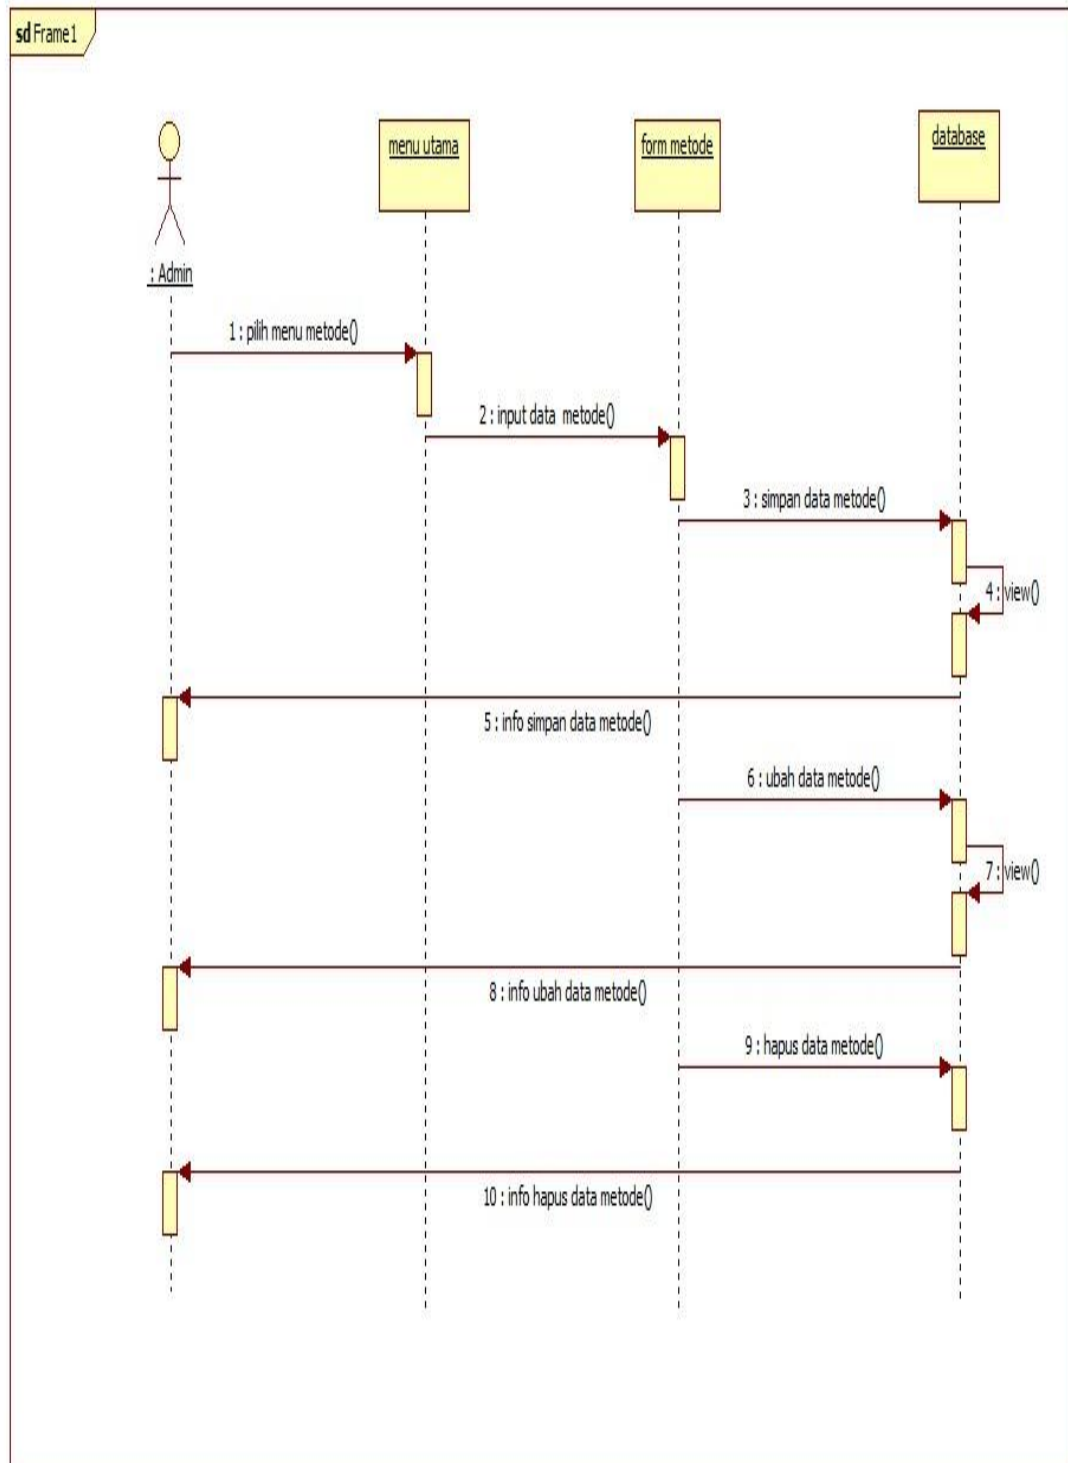 sd Frame1
menu utama
form metode
database
: Admin
1 : pilih menu metode()
2 : input data metode()
3 : simpan data metode()
4 : view()
5 : info simpan data metode()
6 : ubah data metode()
7 : view()
8 : info ubah data metode()
9 : hapus data metode()
10 : info hapus data metode()